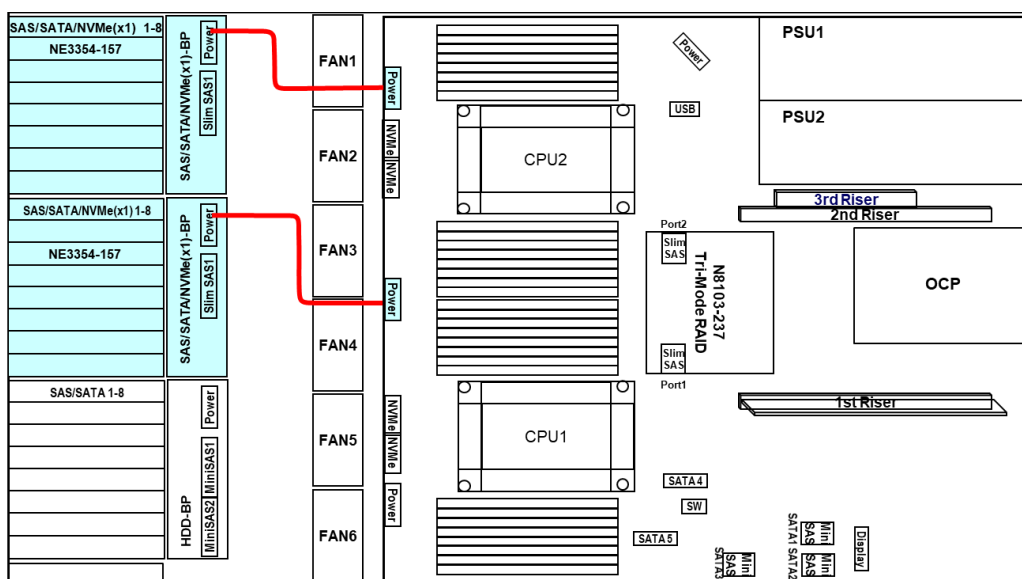 SAS/SATA/NVMe(x1) 1-8
NE3354-157
SAS/SATA/NVMe(x1)-BP
Power
Slim SAS1
SAS/SATA/NVMe(x1)1-8
NE3354-157
SAS/SATA/NVMe(x1)-BP
Power
Slim SAS1
SAS/SATA 1-8
HDD-BP
Power
MiniSAS1
MiniSAS2
FAN1
FAN2
FAN3
FAN4
FAN5
FAN6
Power
NVMe
NVMe
Power
NVMe
NVMe
Power
CPU2
CPU1
Power
USB
PSU1
PSU2
3rd Riser
2nd Riser
Port2
Slim
SAS
N8103-237
Tri-Mode RAID
Slim
SAS
Port1
OCP
1st Riser
SATA4
SW
SATA5
SATA3
Mini
SAS
SATA1
Mini
SAS
SATA2
Mini
SAS
Display